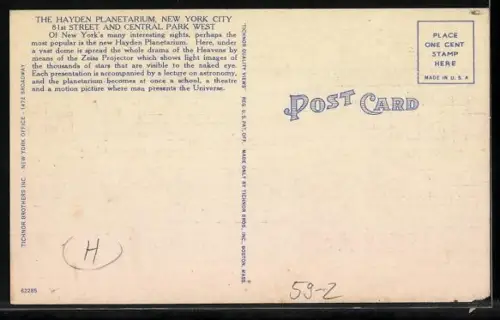 THE HAYDEN PLANETARIUM, NEW YORK CITY
81st STREET AND CENTRAL PARK WEST
Of New York's many interesting sights, perhaps the
most popular is the new Hayden Planetarium. Here, under
a vast dome is spread the whole drama of the Heavens by
means of the Zeiss Projector which shows light images of
the thousands of stars that are visible to the naked eye.
Each presentation is accompanied by a lecture on astronomy,
and the planetarium becomes at once a school, a theatre
and a motion picture where man presents the Universe.
TICHNOR BROTHERS INC. NEW YORK OFFICE - 1472 BROADWAY
TICHNOR QUALITY VIEWS REG. U.S. PAT. OFF. MADE ONLY BY TICHNOR BROS. INC., BOSTON, MASS.
POST CARD
PLACE
ONE CENT
STAMP
HERE
MADE IN U. S. A
H
62285
59-2